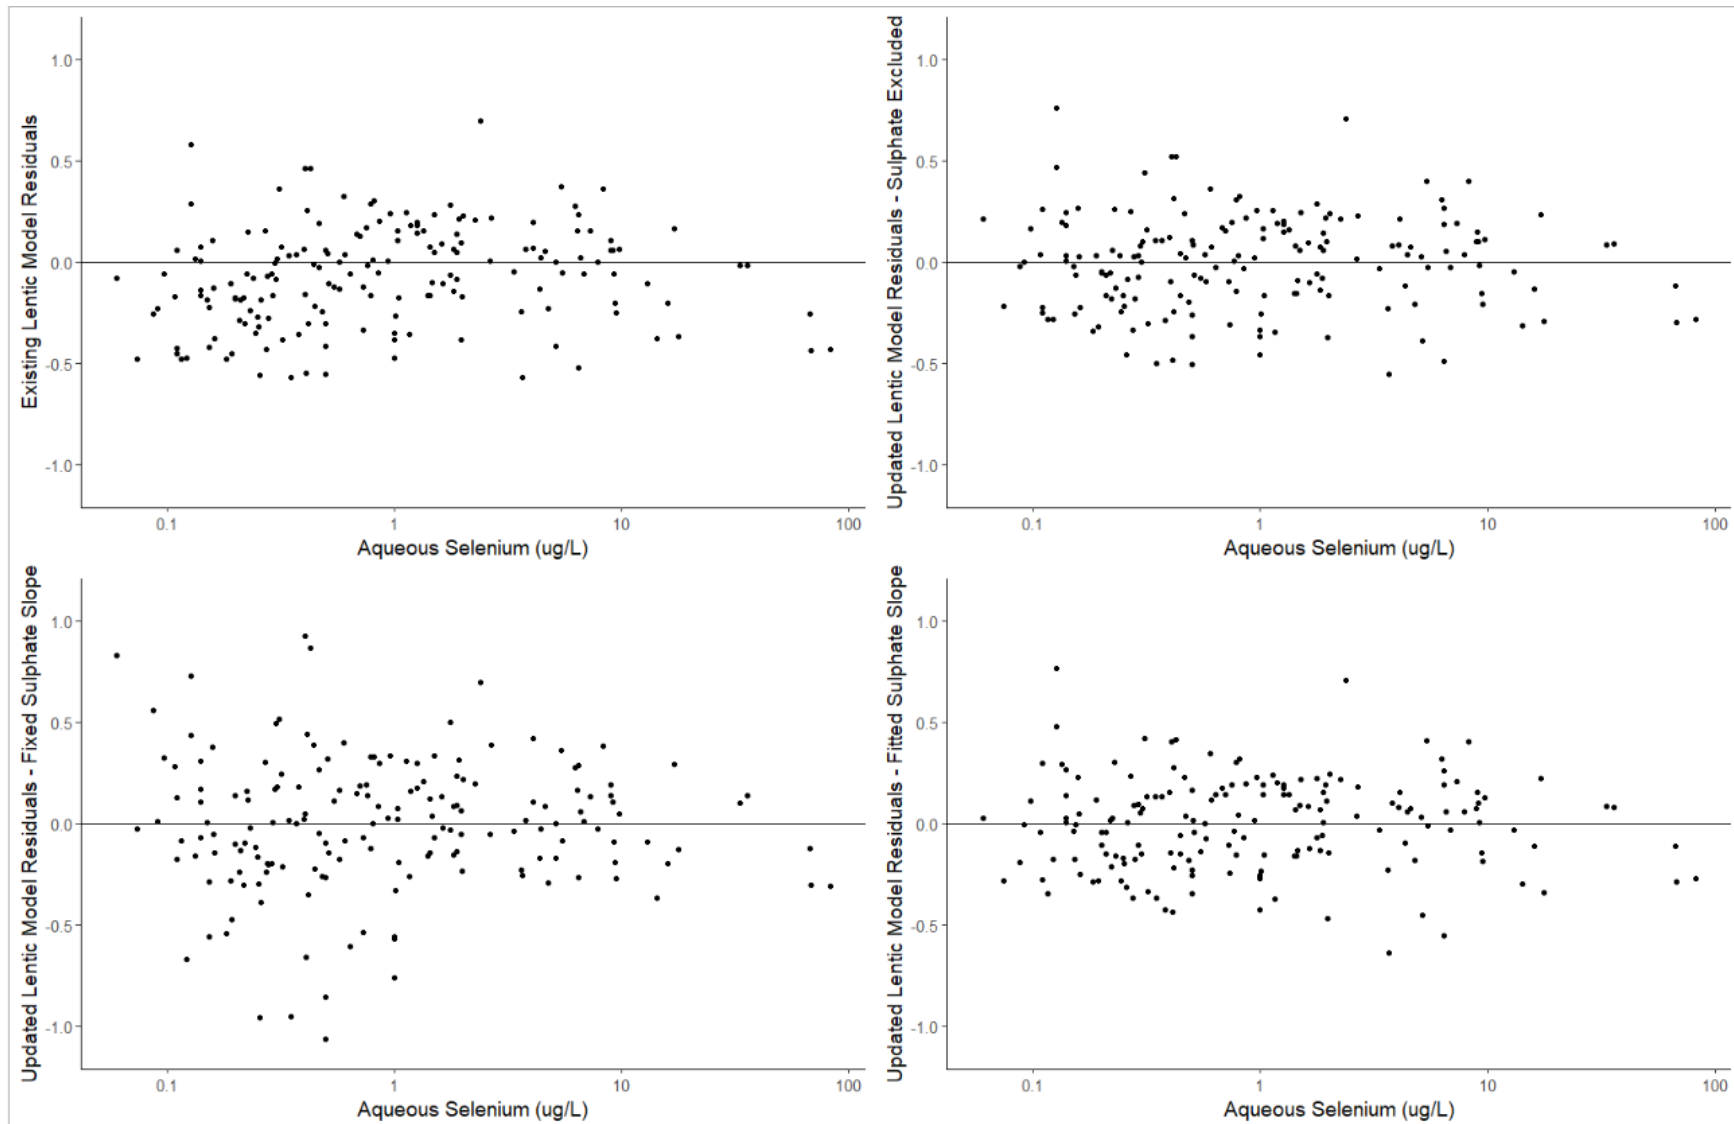 Existing Lentic Model Residuals
1.0
0.5
0.0
-0.5
-1.0
0.1 1 10 100
Aqueous Selenium (ug/L)
Updated Lentic Model Residuals - Sulphate Excluded
1.0
0.5
0.0
-0.5
-1.0
0.1 1 10 100
Aqueous Selenium (ug/L)
Updated Lentic Model Residuals - Fixed Sulphate Slope
1.0
0.5
0.0
-0.5
-1.0
0.1 1 10 100
Aqueous Selenium (ug/L)
Updated Lentic Model Residuals - Fitted Sulphate Slope
1.0
0.5
0.0
-0.5
-1.0
0.1 1 10 100
Aqueous Selenium (ug/L)